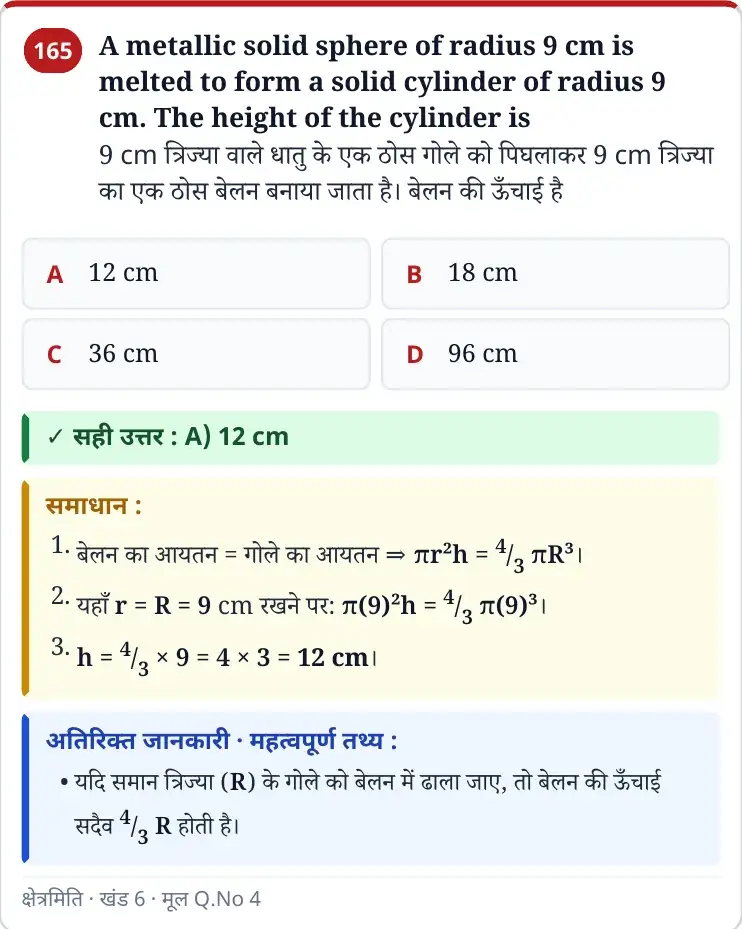 165
A metallic solid sphere of radius 9 cm is
melted to form a solid cylinder of radius 9
cm. The height of the cylinder is
9 cm त्रिज्या वाले धातु के एक ठोस गोले को पिघलाकर 9 cm त्रिज्या
का एक ठोस बेलन बनाया जाता है। बेलन की ऊँचाई है
A 12 cm
B 18 cm
C 36 cm
D 96 cm
✓ सही उत्तर : A) 12 cm
समाधान :
1. बेलन का आयतन = गोले का आयतन ⇒ πr²h = ⁴/₃ πR³।
2. यहाँ r = R = 9 cm रखने पर: π(9)²h = ⁴/₃ π(9)³।
3. h = ⁴/₃ × 9 = 4 × 3 = 12 cm।
अतिरिक्त जानकारी · महत्वपूर्ण तथ्य :
• यदि समान त्रिज्या (R) के गोले को बेलन में ढाला जाए, तो बेलन की ऊँचाई
सदैव ⁴/₃ R होती है।
क्षेत्रमिति · खंड 6 · मूल Q.No 4